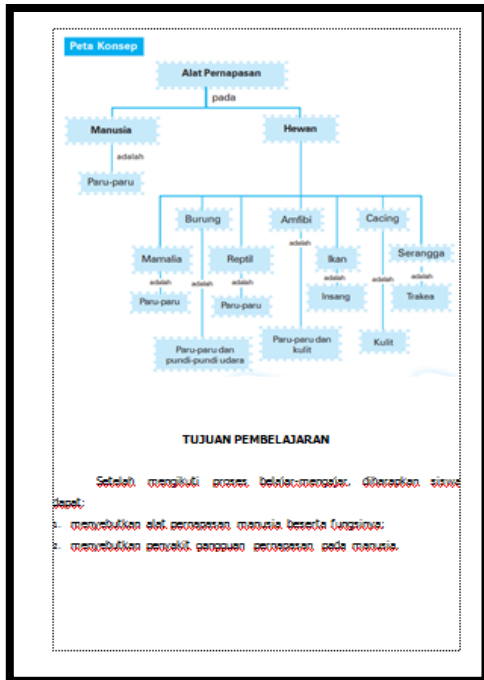 Peta Konsep
Alat Pernapasan
pada
Manusia
Hewan
adalah
Paru-paru
Burung
Amfibi
Cacing
adalah
Mamalia
Reptil
Ikan
Serangga
adalah
adalah
adalah
adalah
adalah
adalah
Paru-paru
Paru-paru
Insang
Trakea
Paru-paru dan
pundi-pundi udara
Paru-paru dan
kulit
Kulit
TUJUAN PEMBELAJARAN
Setelah mengikuti proses belajar-mengajar, diharapkan siswa
dapat:
menyebutkan alat pernapasan manusia beserta fungsinya;
menyebutkan penyakit gangguan pernapasan pada manusia.